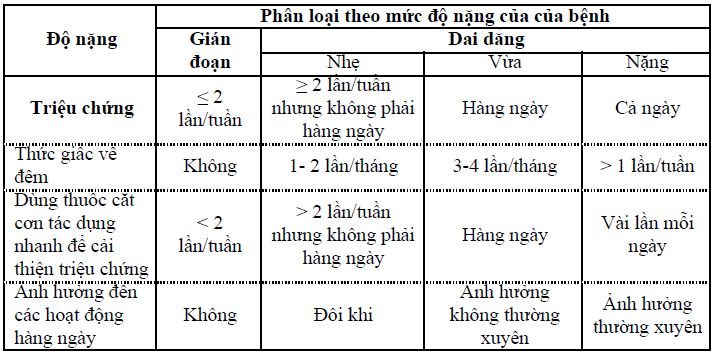 Độ nặng
Phân loại theo mức độ nặng của của bệnh
Gián
đoạn
Dai dẳng
Nhẹ
Vừa
Nặng
Triệu chứng
≤ 2
lần/tuần
≥ 2 lần/tuần
nhưng không phải
hàng ngày
Hàng ngày
Cả ngày
Thức giấc về
đêm
Không
1- 2 lần/tháng
3-4 lần/tháng
> 1 lần/tuần
Dùng thuốc cắt
cơn tác dụng
nhanh để cải
thiện triệu chứng
< 2
lần/tuần
> 2 lần/tuần
nhưng không phải
hàng ngày
Hàng ngày
Vài lần mỗi
ngày
Ảnh hưởng đến
các hoạt động
hàng ngày
Không
Đôi khi
Ảnh hưởng
không thường
xuyên
Ảnh hưởng
thường xuyên